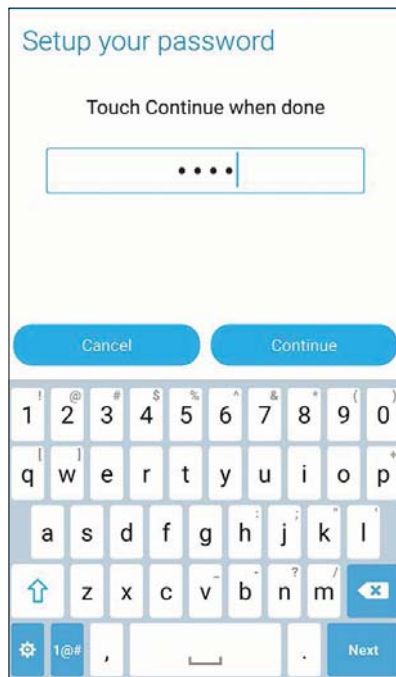 Setup your password
Touch Continue when done
••••
Cancel Continue
! @ # $ % ^ & * ( )
1 2 3 4 5 6 7 8 9 0
[ ] +
q w e r t y u i o p
: ; " '
a s d f g h j k l
_ - ? /
z x c v b n m
1@# , . Next